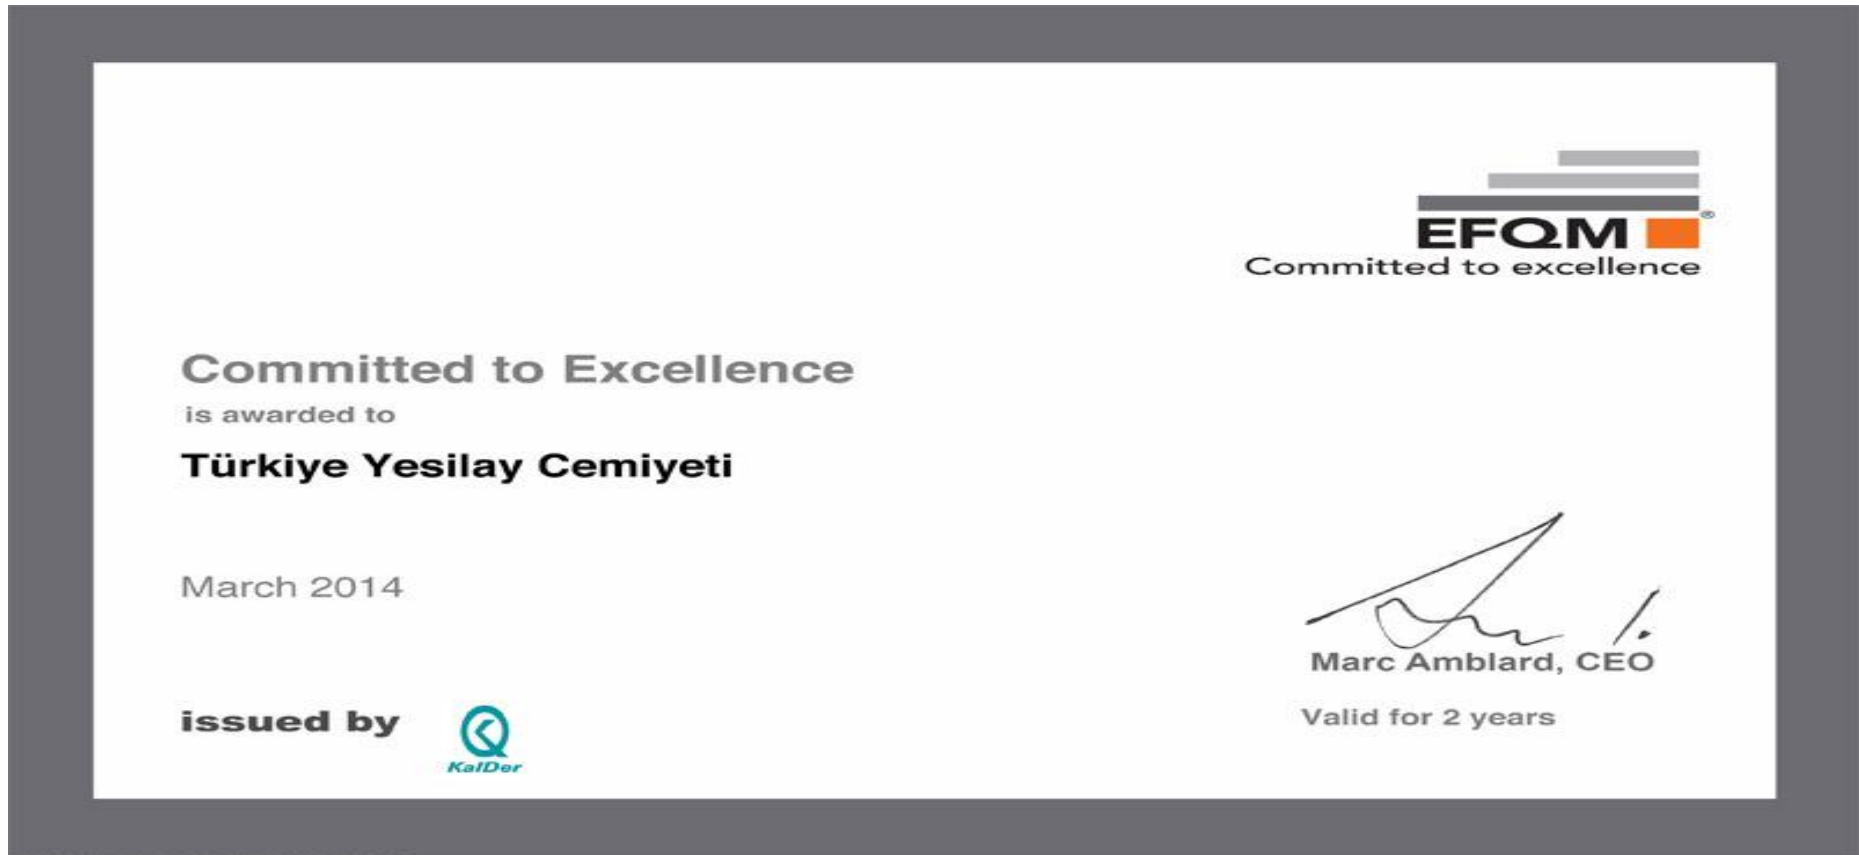 EFQM ®
Committed to excellence
Committed to Excellence
is awarded to
Türkiye Yesilay Cemiyeti
March 2014
Marc Amblard, CEO
issued by
KalDer
Valid for 2 years